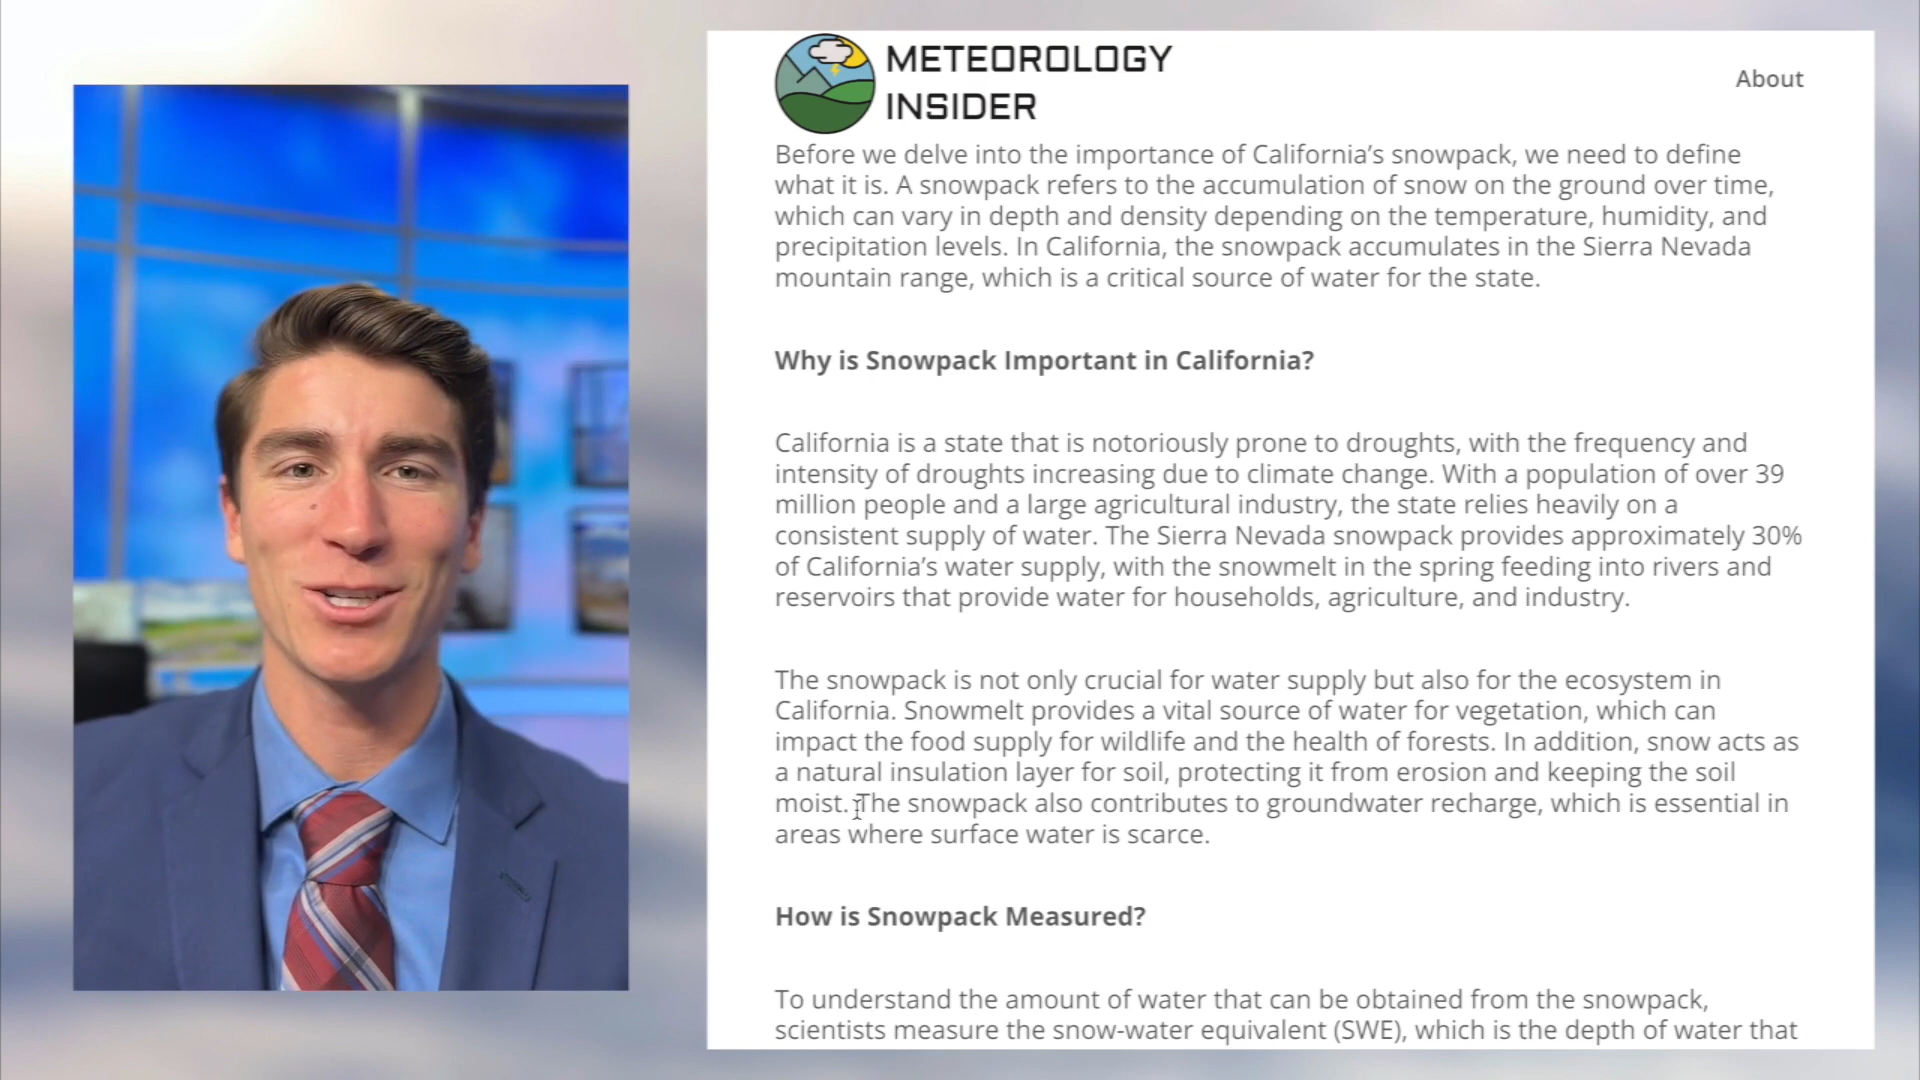 METEOROLOGY
INSIDER
About
Before we delve into the importance of California’s snowpack, we need to define
what it is. A snowpack refers to the accumulation of snow on the ground over time,
which can vary in depth and density depending on the temperature, humidity, and
precipitation levels. In California, the snowpack accumulates in the Sierra Nevada
mountain range, which is a critical source of water for the state.
Why is Snowpack Important in California?
California is a state that is notoriously prone to droughts, with the frequency and
intensity of droughts increasing due to climate change. With a population of over 39
million people and a large agricultural industry, the state relies heavily on a
consistent supply of water. The Sierra Nevada snowpack provides approximately 30%
of California’s water supply, with the snowmelt in the spring feeding into rivers and
reservoirs that provide water for households, agriculture, and industry.
The snowpack is not only crucial for water supply but also for the ecosystem in
California. Snowmelt provides a vital source of water for vegetation, which can
impact the food supply for wildlife and the health of forests. In addition, snow acts as
a natural insulation layer for soil, protecting it from erosion and keeping the soil
moist. The snowpack also contributes to groundwater recharge, which is essential in
areas where surface water is scarce.
How is Snowpack Measured?
To understand the amount of water that can be obtained from the snowpack,
scientists measure the snow-water equivalent (SWE), which is the depth of water that